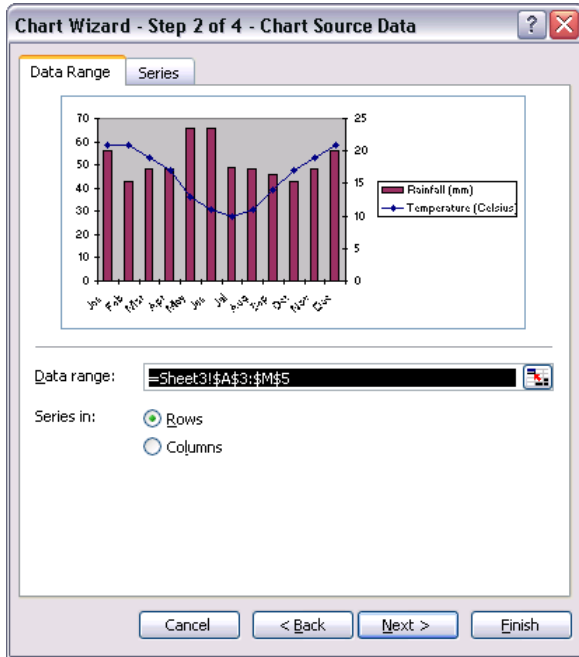 Chart Wizard - Step 2 of 4 - Chart Source Data
?
Data Range
Series
70
60
50
40
30
20
10
0
25
20
15
10
5
0
Rainfall (mm)
Temperature (Celsius)
Jan
Feb
Mar
Apr
May
Jun
Jul
Aug
Sep
Oct
Nov
Dec
Data range:
=Sheet3!$A$3:$M$5
Series in:
Rows
Columns
Cancel
< Back
Next >
Finish